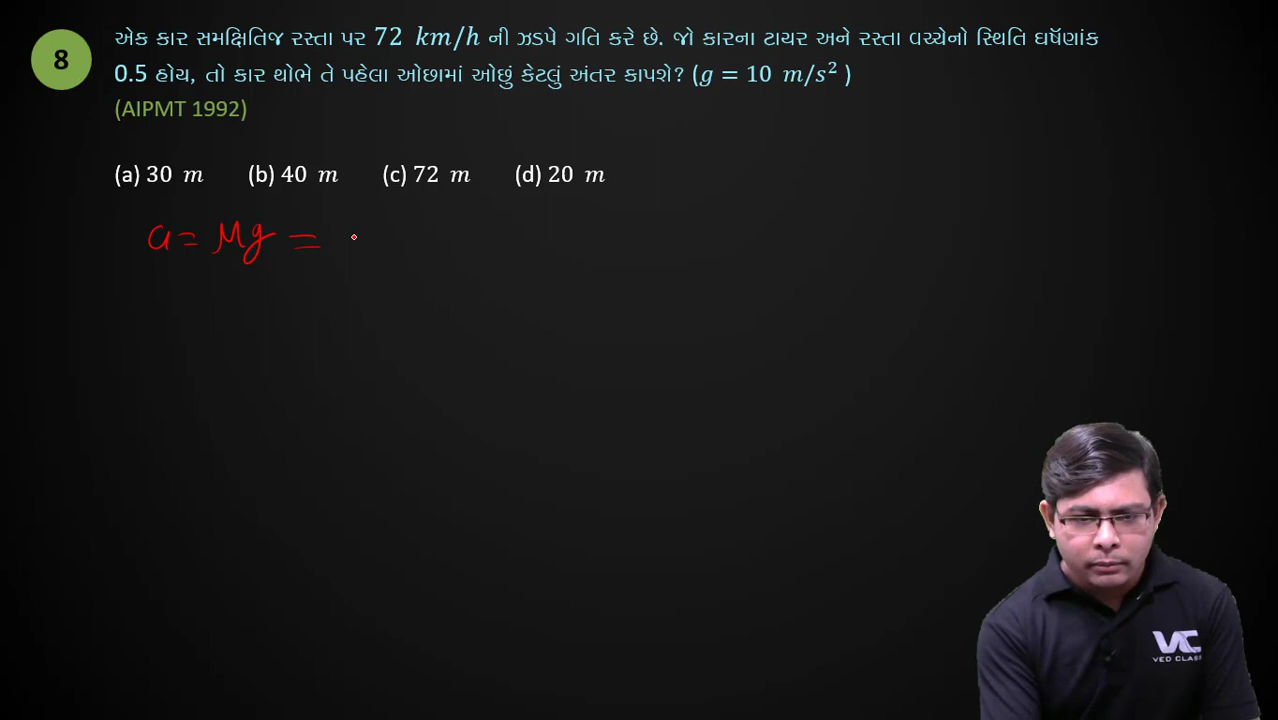 8
એક કાર સમક્ષિતિજ રસ્તા પર 72 km/h ની ઝડપે ગતિ કરે છે. જો કારના ટાયર અને રસ્તા વચ્ચેનો સ્થિતિ ઘર્ષણાંક
0.5 હોય, તો કાર થોભે તે પહેલા ઓછામાં ઓછું કેટલું અંતર કાપશે? (g = 10 m/s² )
(AIPMT 1992)
(a) 30 m (b) 40 m (c) 72 m (d) 20 m
a = μg =
VC
VED CLASS